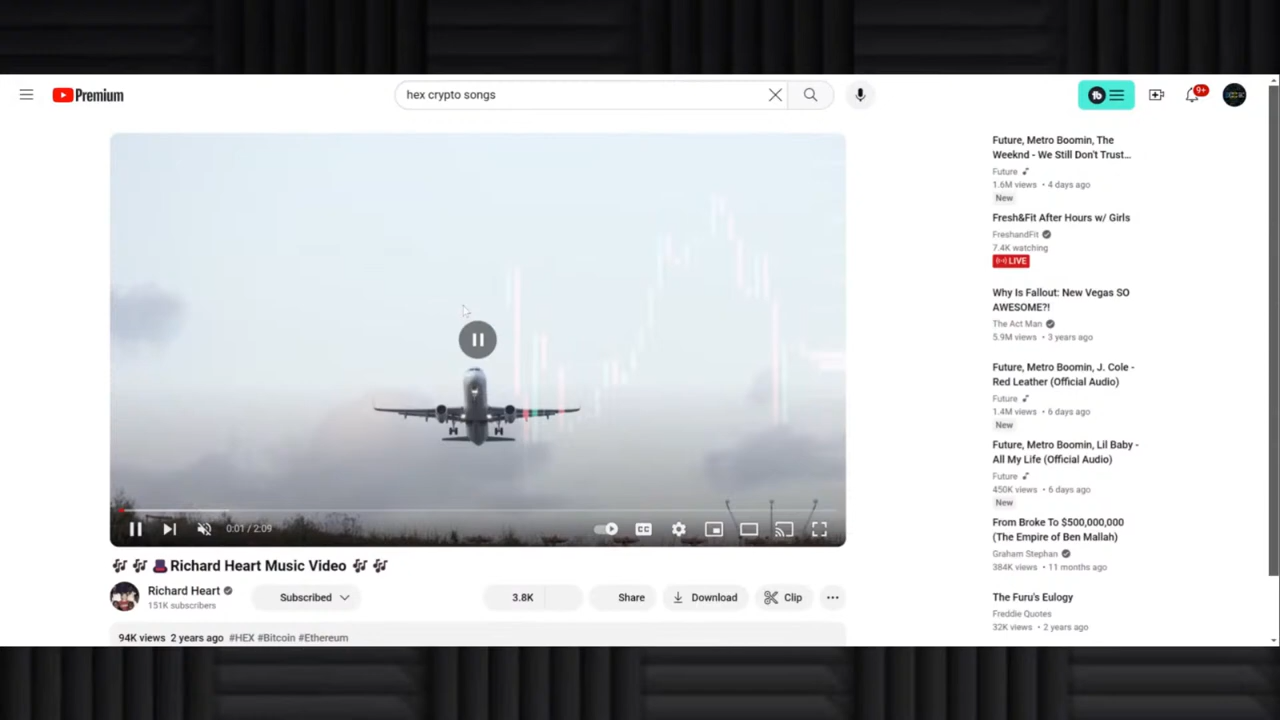 Premium
hex crypto songs
9+
0:01 / 2:09
CC
Richard Heart Music Video
Richard Heart
151K subscribers
Subscribed
3.8K
Share
Download
Clip
94K views 2 years ago #HEX #Bitcoin #Ethereum
Future, Metro Boomin, The
Weeknd - We Still Don't Trust...
Future
1.6M views • 4 days ago
New
Fresh&Fit After Hours w/ Girls
FreshandFit
7.4K watching
LIVE
Why Is Fallout: New Vegas SO
AWESOME?!
The Act Man
5.9M views • 3 years ago
Future, Metro Boomin, J. Cole -
Red Leather (Official Audio)
Future
1.4M views • 6 days ago
New
Future, Metro Boomin, Lil Baby -
All My Life (Official Audio)
Future
450K views • 6 days ago
New
From Broke To $500,000,000
(The Empire of Ben Mallah)
Graham Stephan
384K views • 11 months ago
The Furu's Eulogy
Freddie Quotes
32K views • 2 years ago